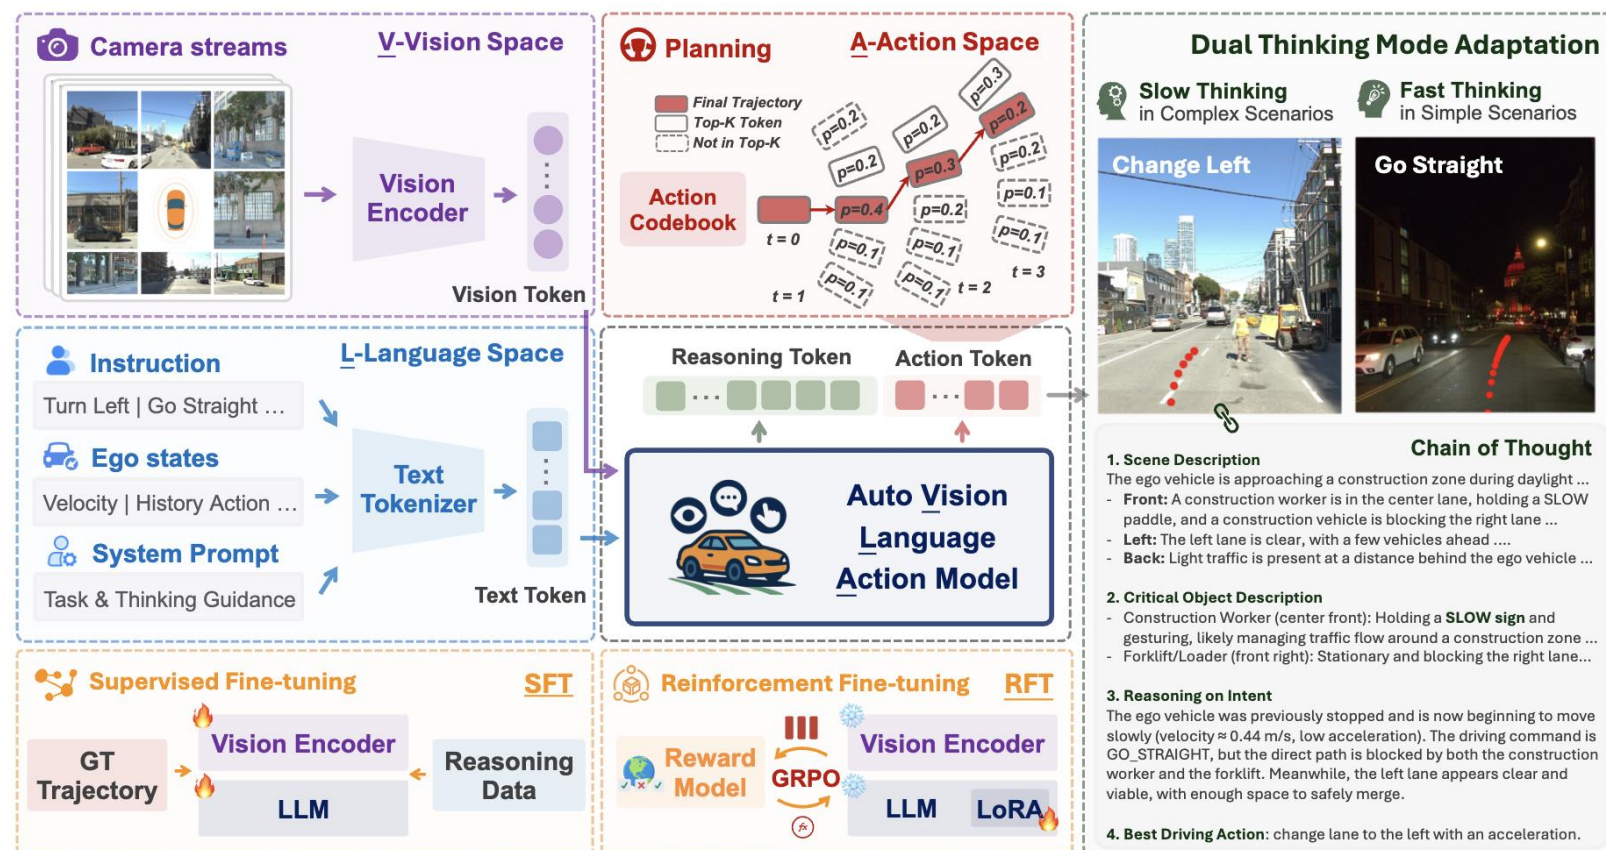 Camera streams
V-Vision Space
Vision
Encoder
Vision Token
Instruction
L-Language Space
Turn Left | Go Straight ...
Ego states
Velocity | History Action ...
System Prompt
Task & Thinking Guidance
Text
Tokenizer
Text Token
Planning
A-Action Space
Final Trajectory
Top-K Token
Not in Top-K
Action
Codebook
t = 0
p=0.4
p=0.2
p=0.2
p=0.1
p=0.1
t = 1
p=0.2
p=0.3
p=0.2
p=0.1
p=0.1
t = 2
p=0.3
p=0.2
p=0.2
p=0.1
p=0.1
t = 3
Reasoning Token
Action Token
...
...
Auto Vision
Language
Action Model
Supervised Fine-tuning
SFT
GT
Trajectory
Vision Encoder
LLM
Reasoning
Data
Reinforcement Fine-tuning
RFT
Reward
Model
GRPO
fx
Vision Encoder
LLM
LoRA
Dual Thinking Mode Adaptation
Slow Thinking
in Complex Scenarios
Fast Thinking
in Simple Scenarios
Change Left
Go Straight
Chain of Thought
1. Scene Description
The ego vehicle is approaching a construction zone during daylight ...
- Front: A construction worker is in the center lane, holding a SLOW
paddle, and a construction vehicle is blocking the right lane ...
- Left: The left lane is clear, with a few vehicles ahead ....
- Back: Light traffic is present at a distance behind the ego vehicle ...
2. Critical Object Description
- Construction Worker (center front): Holding a SLOW sign and
gesturing, likely managing traffic flow around a construction zone ...
- Forklift/Loader (front right): Stationary and blocking the right lane...
3. Reasoning on Intent
The ego vehicle was previously stopped and is now beginning to move
slowly (velocity ≈ 0.44 m/s, low acceleration). The driving command is
GO_STRAIGHT, but the direct path is blocked by both the construction
worker and the forklift. Meanwhile, the left lane appears clear and
viable, with enough space to safely merge.
4. Best Driving Action: change lane to the left with an acceleration.